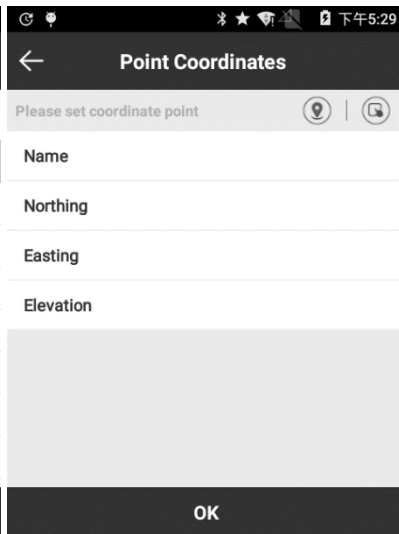 下午5:29
Point Coordinates
Please set coordinate point
Name
Northing
Easting
Elevation
OK